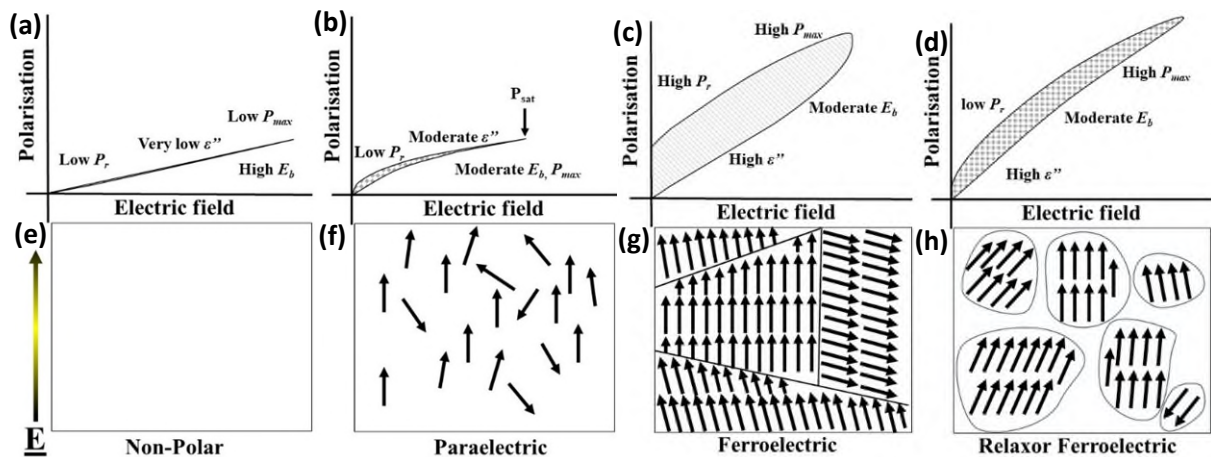 (a)
Polarisation
Low P_max
Very low ε”
Low P_r
High E_b
Electric field
(b)
Polarisation
P_sat
Moderate ε”
Low P_r
Moderate E_b, P_max
Electric field
(c)
Polarisation
High P_max
High P_r
Moderate E_b
High ε”
Electric field
(d)
Polarisation
High P_max
low P_r
Moderate E_b
High ε”
Electric field
(e)
E
Non-Polar
(f)
Paraelectric
(g)
Ferroelectric
(h)
Relaxor Ferroelectric